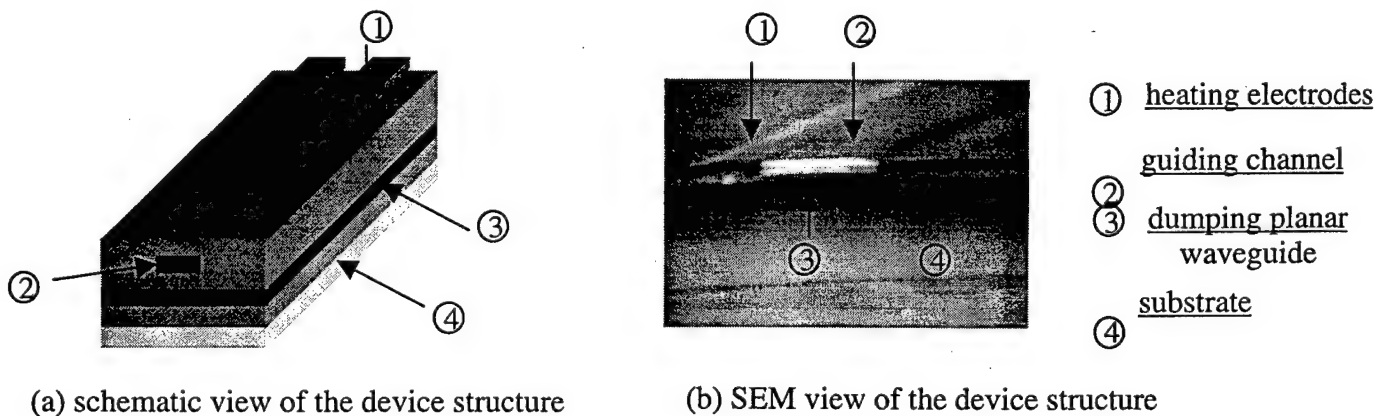 ①
②
③
④
(a) schematic view of the device structure
① ②
③ ④
(b) SEM view of the device structure
① heating electrodes
guiding channel
②
③ dumping planar
waveguide
substrate
④